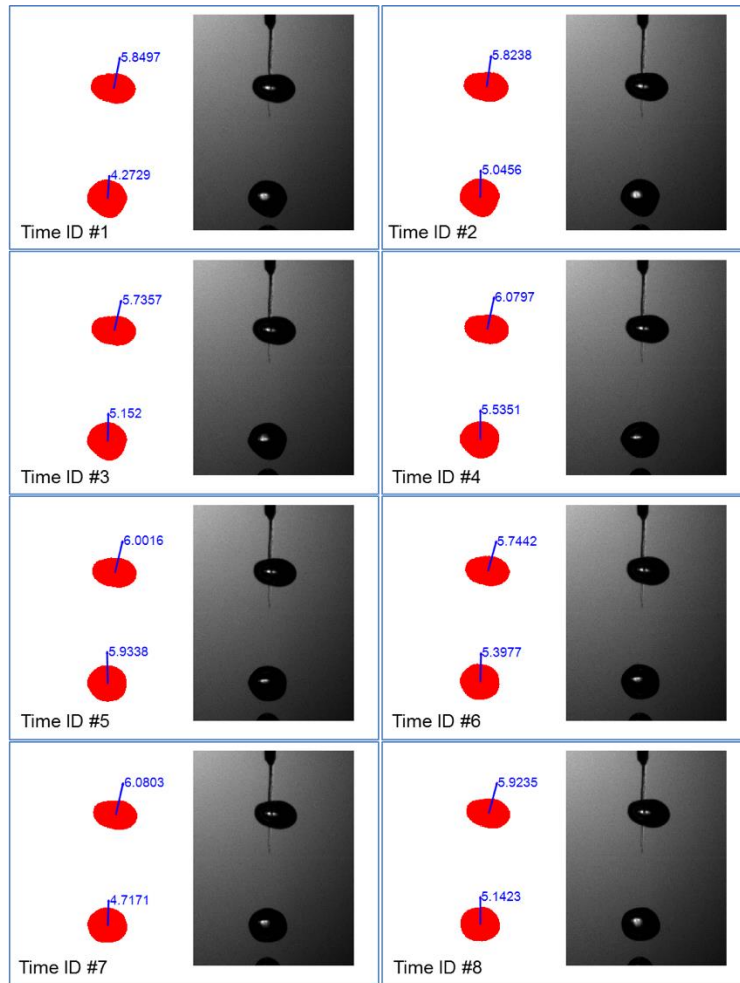 5.8497
4.2729
Time ID #1
5.8238
5.0456
Time ID #2
5.7357
5.152
Time ID #3
6.0797
5.5351
Time ID #4
6.0016
5.9338
Time ID #5
5.7442
5.3977
Time ID #6
6.0803
4.7171
Time ID #7
5.9235
5.1423
Time ID #8